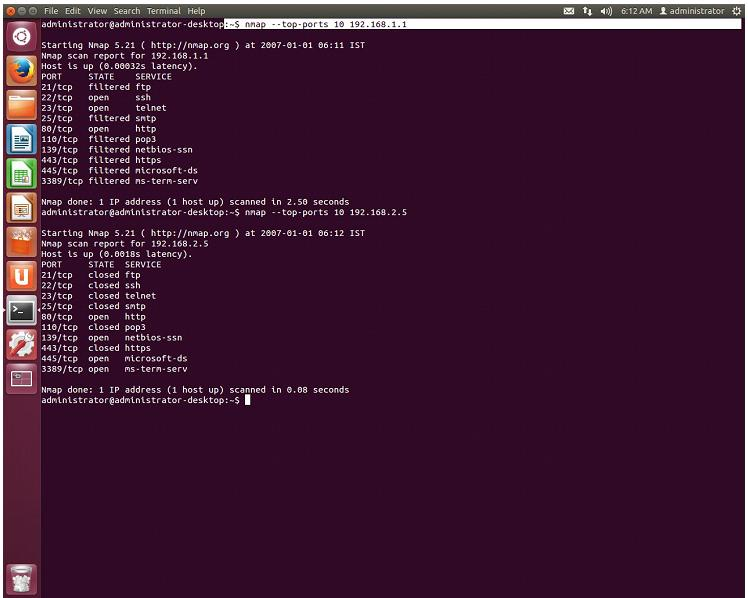 File Edit View Search Terminal Help 6:12 AM administrator
administrator@administrator-desktop:~$ nmap --top-ports 10 192.168.1.1
Starting Nmap 5.21 ( http://nmap.org ) at 2007-01-01 06:11 IST
Nmap scan report for 192.168.1.1
Host is up (0.00032s latency).
PORT STATE SERVICE
21/tcp filtered ftp
22/tcp open ssh
23/tcp open telnet
25/tcp filtered smtp
80/tcp open http
110/tcp filtered pop3
139/tcp filtered netbios-ssn
443/tcp filtered https
445/tcp filtered microsoft-ds
3389/tcp filtered ms-term-serv
Nmap done: 1 IP address (1 host up) scanned in 2.50 seconds
administrator@administrator-desktop:~$ nmap --top-ports 10 192.168.2.5
Starting Nmap 5.21 ( http://nmap.org ) at 2007-01-01 06:12 IST
Nmap scan report for 192.168.2.5
Host is up (0.0018s latency).
PORT STATE SERVICE
21/tcp closed ftp
22/tcp closed ssh
23/tcp closed telnet
25/tcp closed smtp
80/tcp open http
110/tcp closed pop3
139/tcp open netbios-ssn
443/tcp closed https
445/tcp open microsoft-ds
3389/tcp open ms-term-serv
Nmap done: 1 IP address (1 host up) scanned in 0.08 seconds
administrator@administrator-desktop:~$